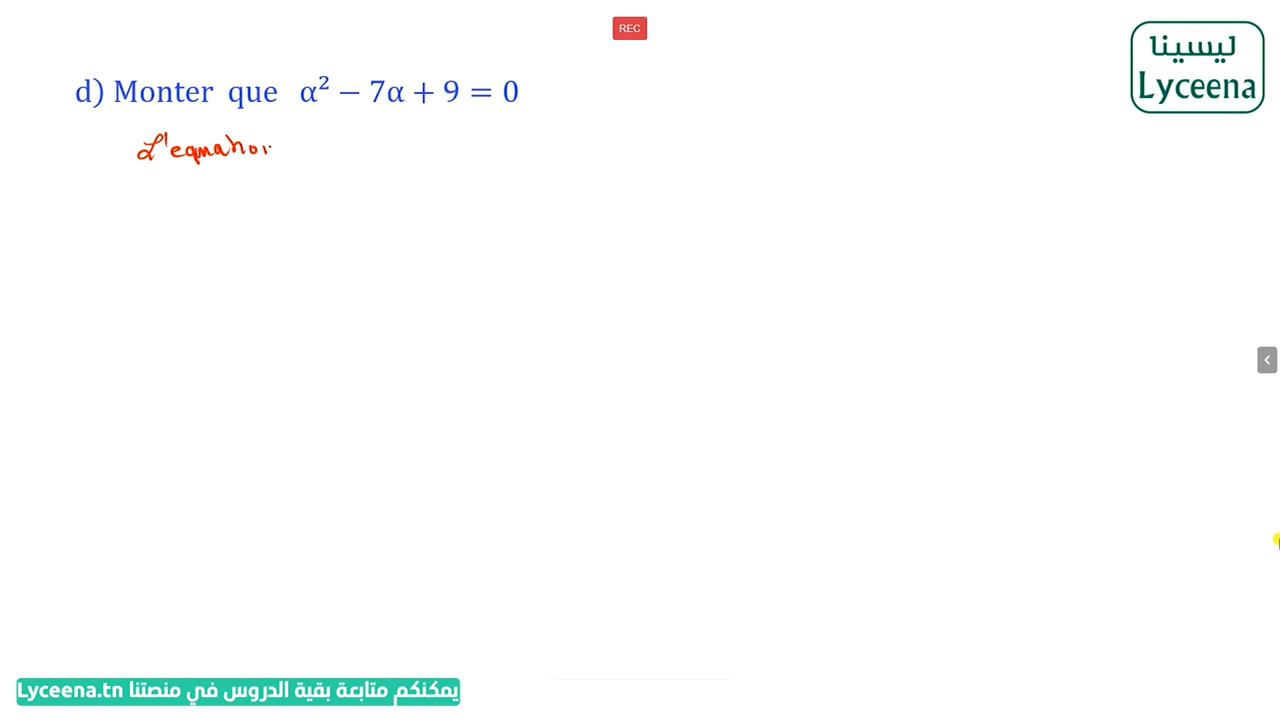 REC
ليسينا
Lyceena
d) Monter que α² − 7α + 9 = 0
L'equation
يمكنكم متابعة بقية الدروس في منصتنا Lyceena.tn